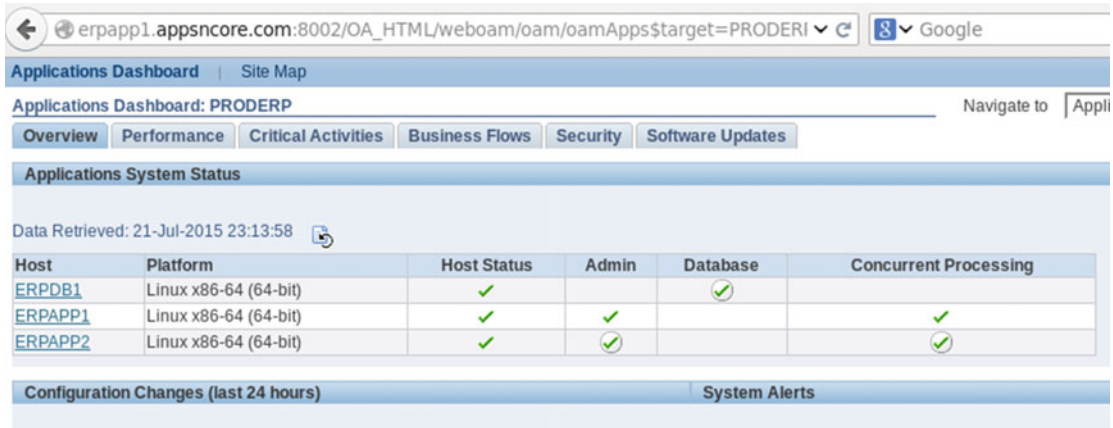 erpapp1.appsncore.com:8002/OA_HTML/weboam/oam/oamApps$target=PRODERI Google
Applications Dashboard | Site Map
Applications Dashboard: PRODERP Navigate to Appli
Overview Performance Critical Activities Business Flows Security Software Updates
Applications System Status
Data Retrieved: 21-Jul-2015 23:13:58
Host Platform Host Status Admin Database Concurrent Processing
ERPDB1 Linux x86-64 (64-bit)
ERPAPP1 Linux x86-64 (64-bit)
ERPAPP2 Linux x86-64 (64-bit)
Configuration Changes (last 24 hours) System Alerts